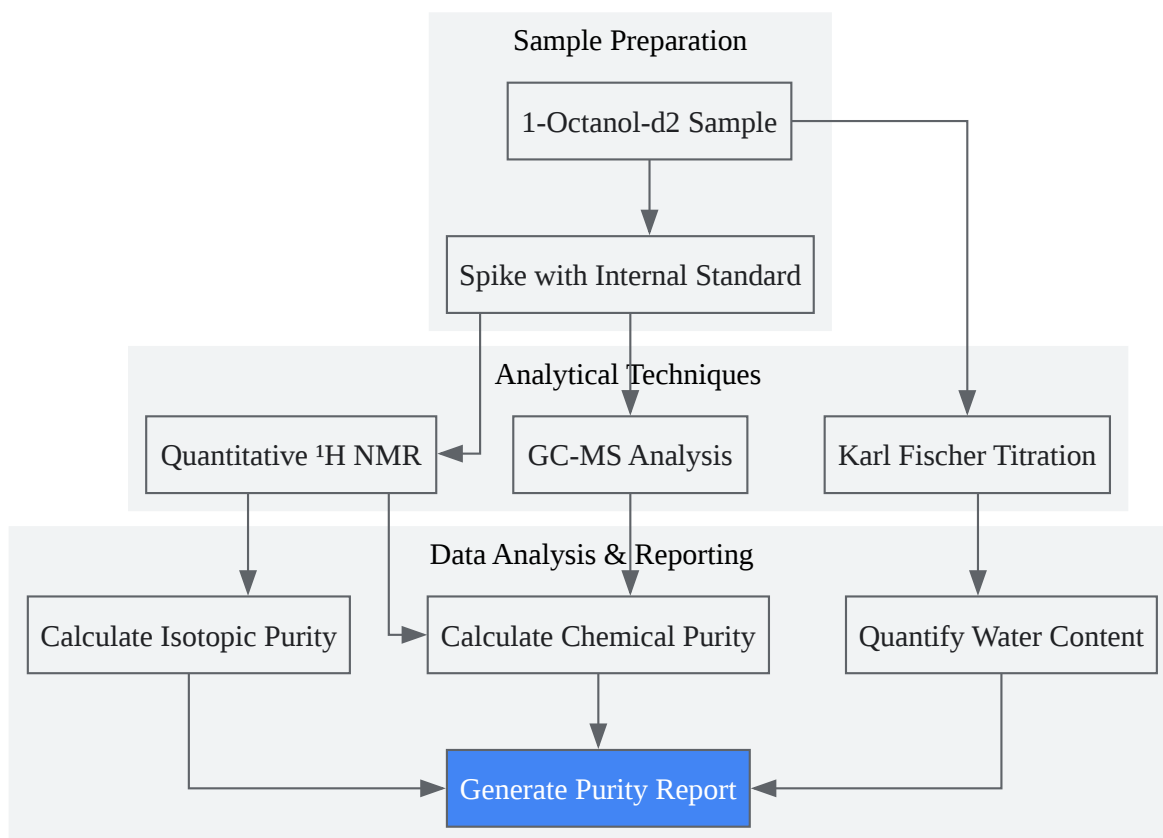 Sample Preparation
1-Octanol-d2 Sample
Spike with Internal Standard
Analytical Techniques
Quantitative ¹H NMR
GC-MS Analysis
Karl Fischer Titration
Data Analysis & Reporting
Calculate Isotopic Purity
Calculate Chemical Purity
Quantify Water Content
Generate Purity Report